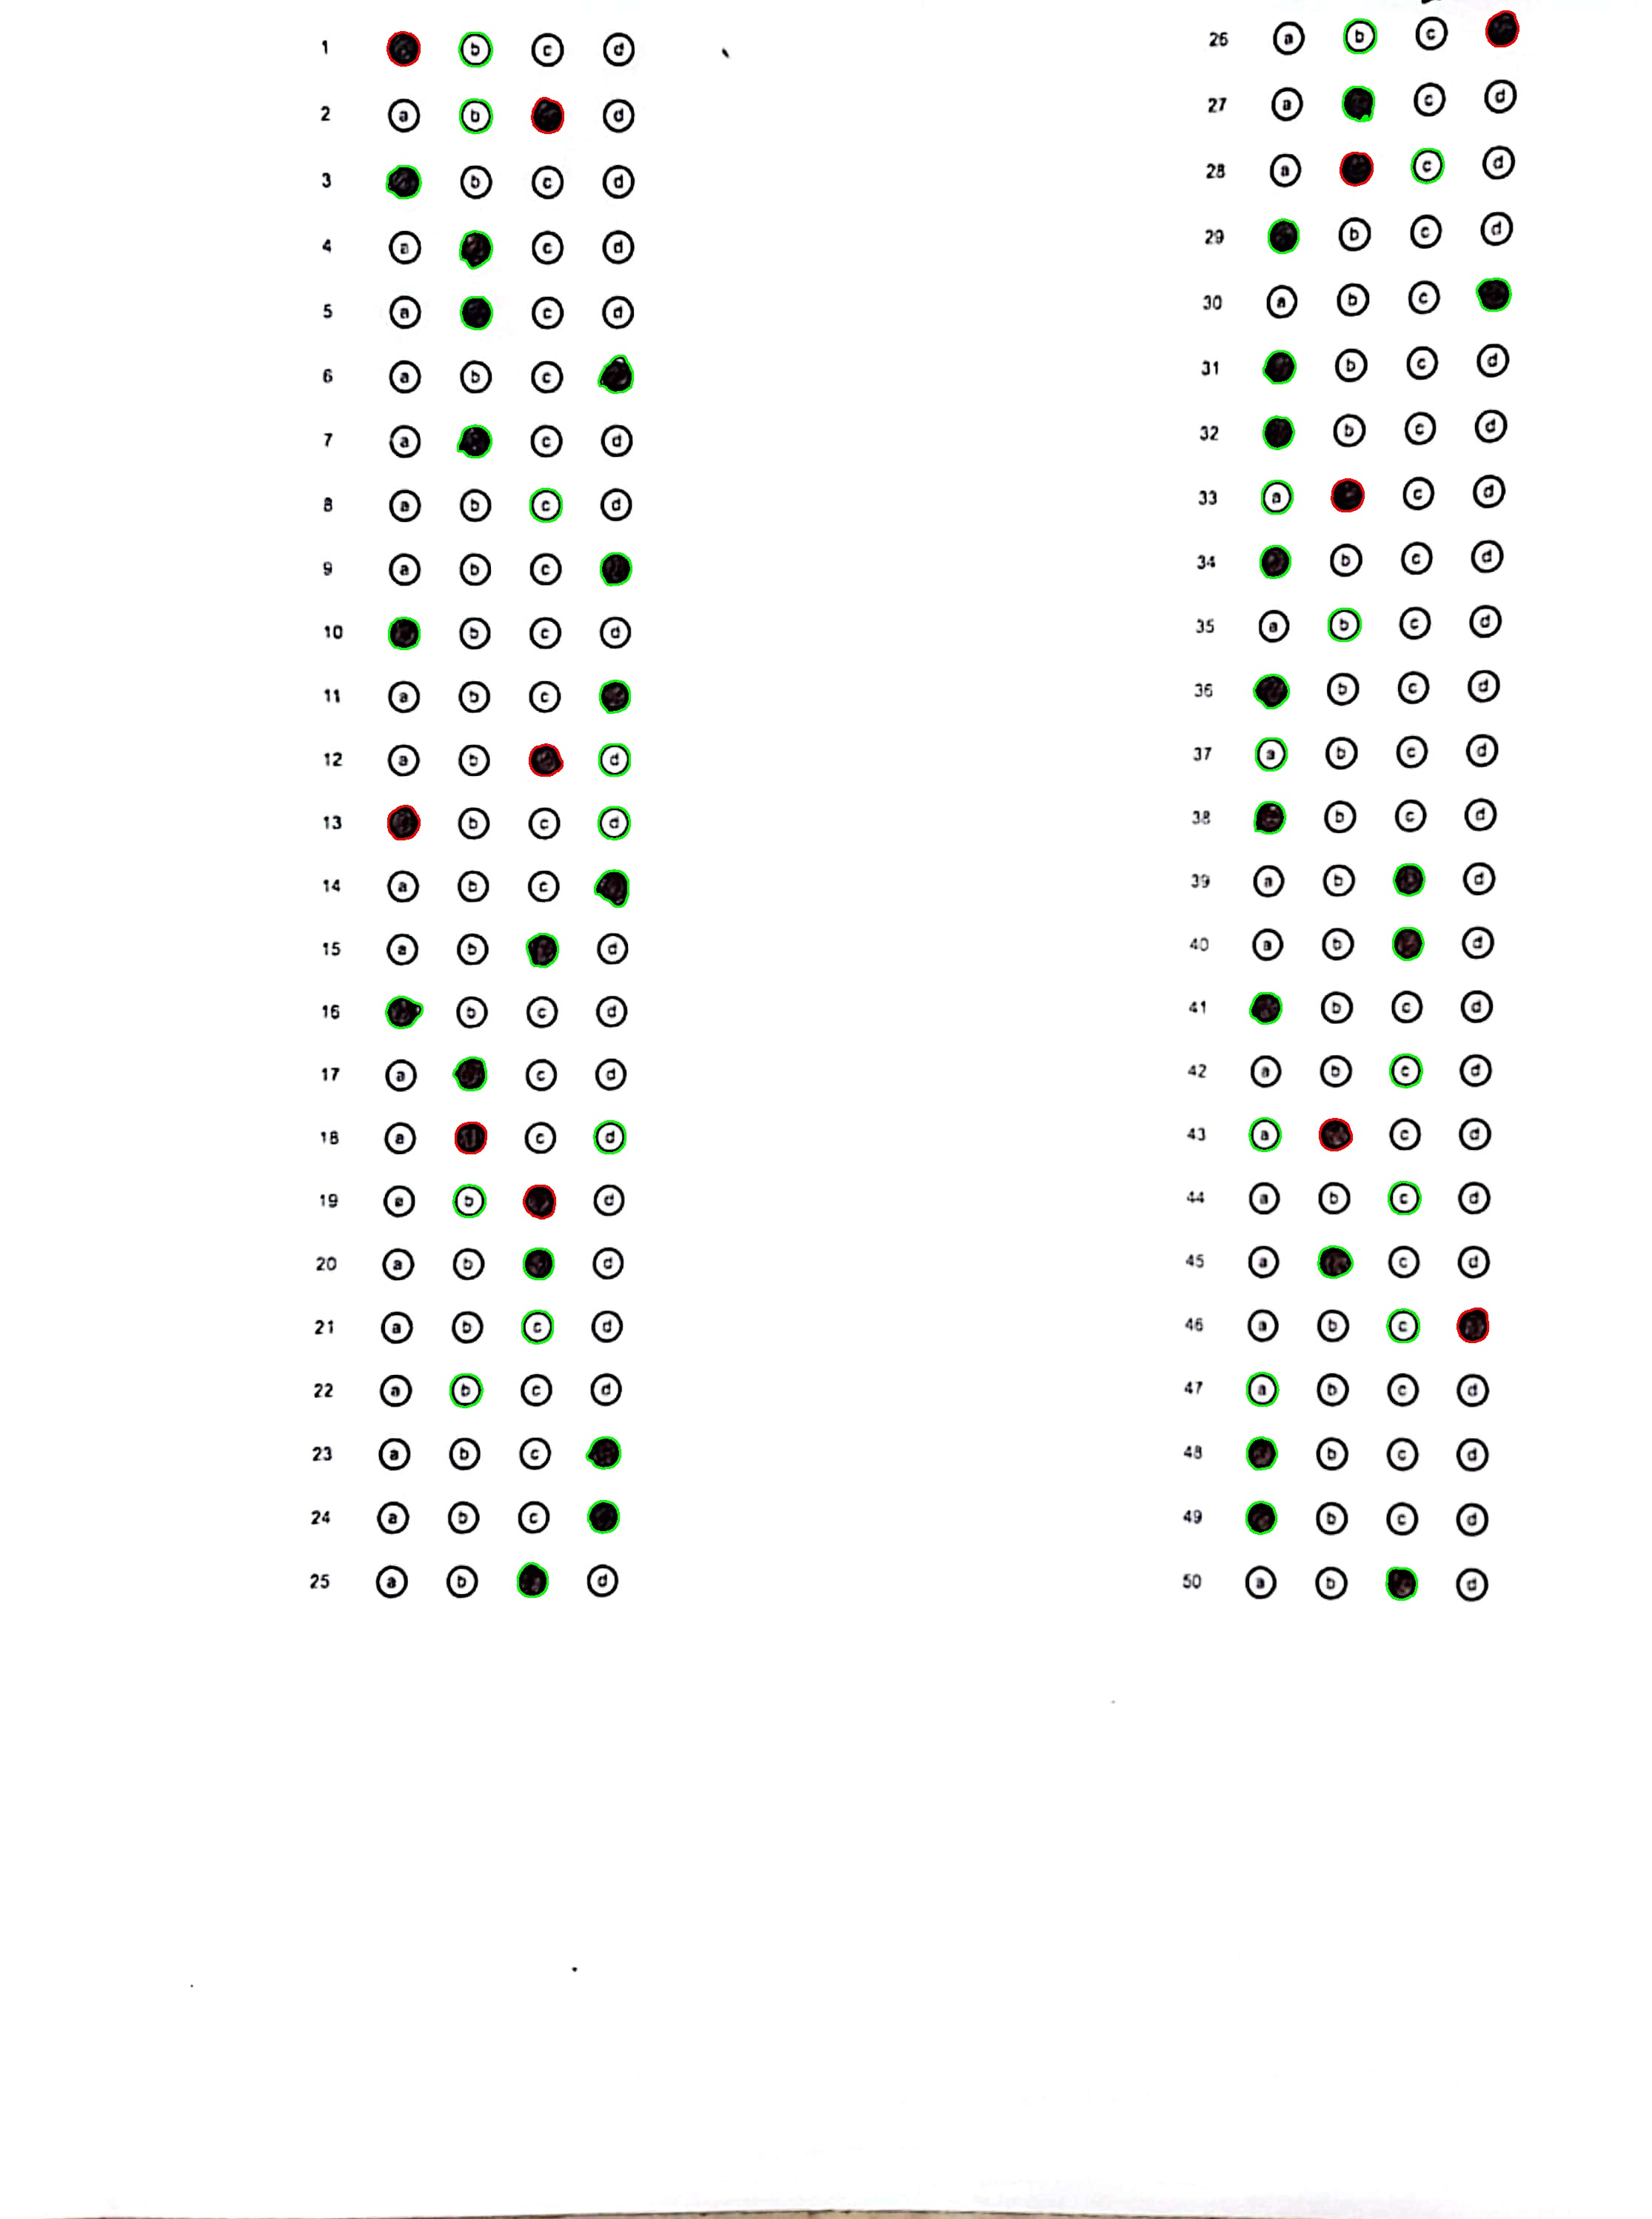 1 b c d
2 a b d
3 b c d
4 a c d
5 a c d
6 a b c
7 a c d
8 a b c d
9 a b c
10 b c d
11 a b c
12 a b d
13 b c d
14 a b c
15 a b d
16 b c d
17 a c d
18 a c d
19 a b d
20 a b d
21 a b c d
22 a b c d
23 a b c
24 a b c
25 a b d
26 a b c
27 a c d
28 a c d
29 b c d
30 a b c
31 b c d
32 b c d
33 a c d
34 b c d
35 a b c d
36 b c d
37 a b c d
38 b c d
39 a b d
40 a b d
41 b c d
42 a b c d
43 a c d
44 a b c d
45 a c d
46 a b c
47 a b c d
48 b c d
49 b c d
50 a b d